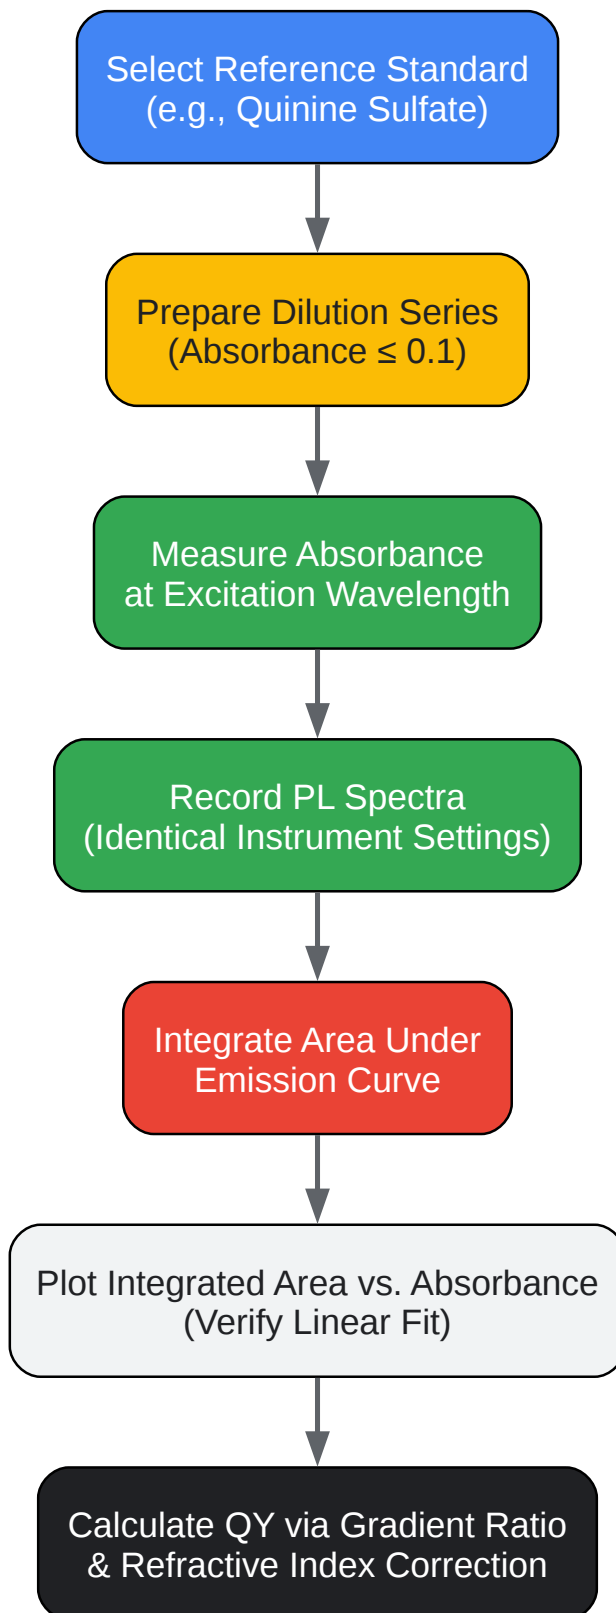 Select Reference Standard
(e.g., Quinine Sulfate)
Prepare Dilution Series
(Absorbance ≤ 0.1)
Measure Absorbance
at Excitation Wavelength
Record PL Spectra
(Identical Instrument Settings)
Integrate Area Under
Emission Curve
Plot Integrated Area vs. Absorbance
(Verify Linear Fit)
Calculate QY via Gradient Ratio
& Refractive Index Correction